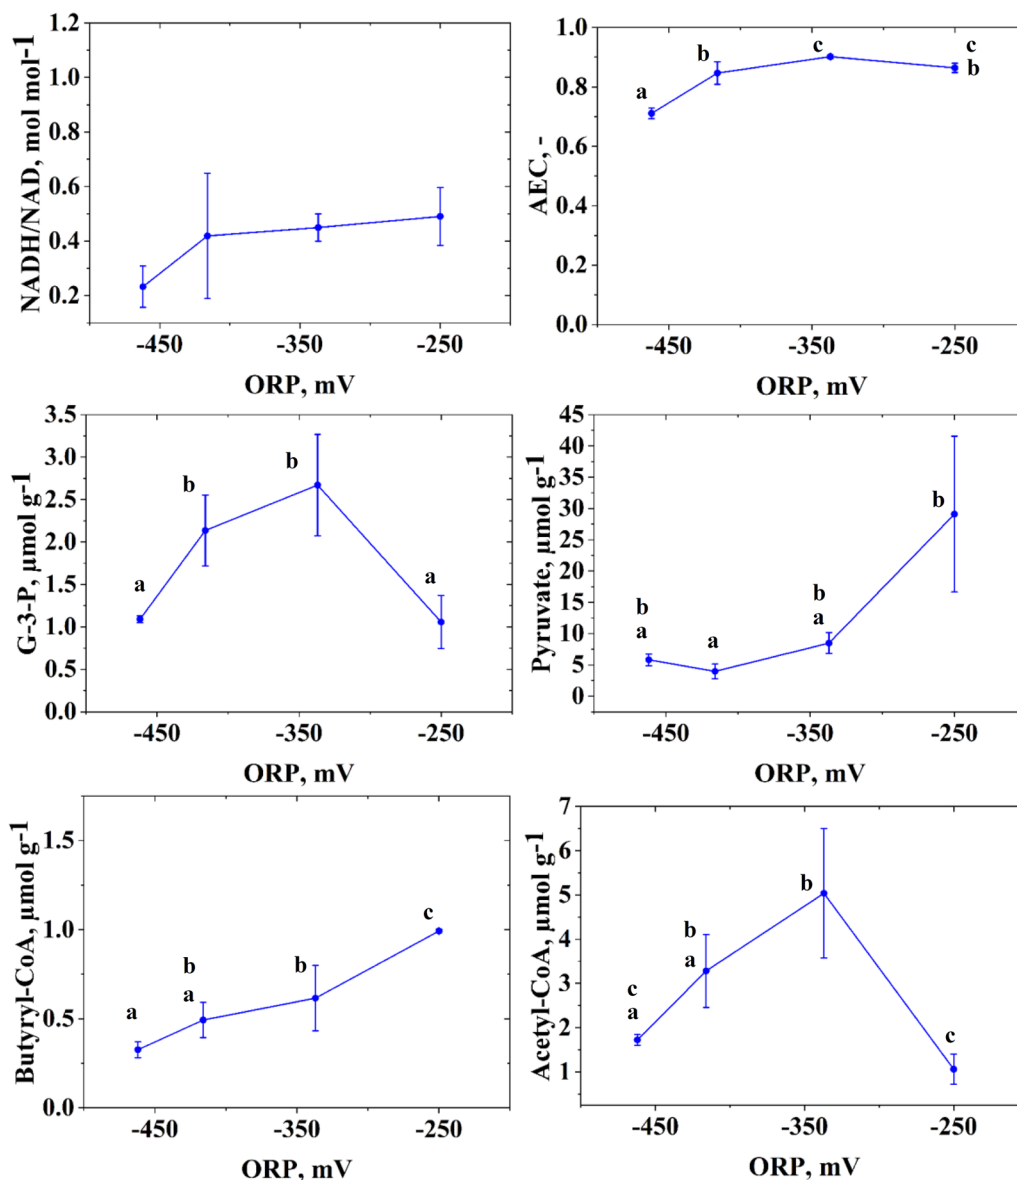 NADH/NAD, mol mol-1
1.2
1.0
0.8
0.6
0.4
0.2
-450
-350
-250
ORP, mV
AEC, -
1.0
0.8
0.6
0.4
0.2
0.0
a
b
c
c
b
-450
-350
-250
ORP, mV
G-3-P, µmol g-1
3.5
3.0
2.5
2.0
1.5
1.0
0.5
0.0
a
b
b
a
-450
-350
-250
ORP, mV
Pyruvate, µmol g-1
45
40
35
30
25
20
15
10
5
0
b
a
a
b
a
b
-450
-350
-250
ORP, mV
Butyryl-CoA, µmol g-1
1.5
1.0
0.5
0.0
a
b
a
b
c
-450
-350
-250
ORP, mV
Acetyl-CoA, µmol g-1
7
6
5
4
3
2
1
c
a
b
a
b
c
-450
-350
-250
ORP, mV